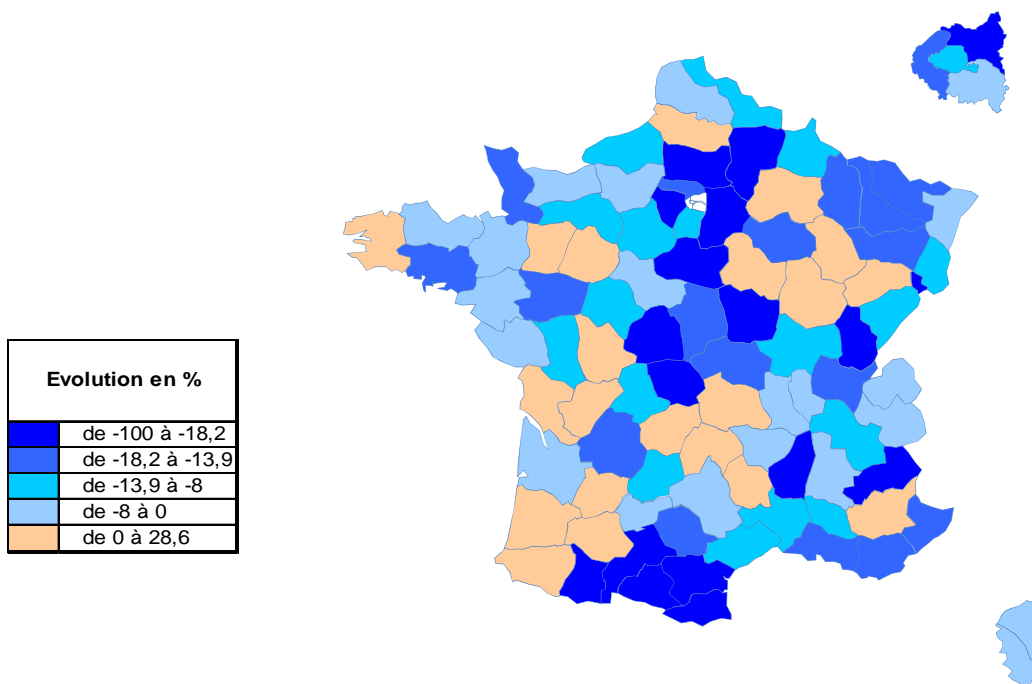 Evolution en %
de -100 à -18,2
de -18,2 à -13,9
de -13,9 à -8
de -8 à 0
de 0 à 28,6